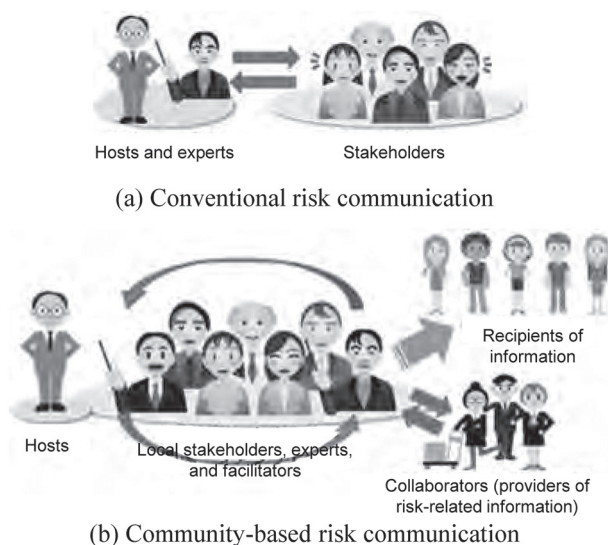 Hosts and experts
Stakeholders
(a) Conventional risk communication
Recipients of
information
Hosts
Local stakeholders, experts,
and facilitators
Collaborators (providers of
risk-related information)
(b) Community-based risk communication